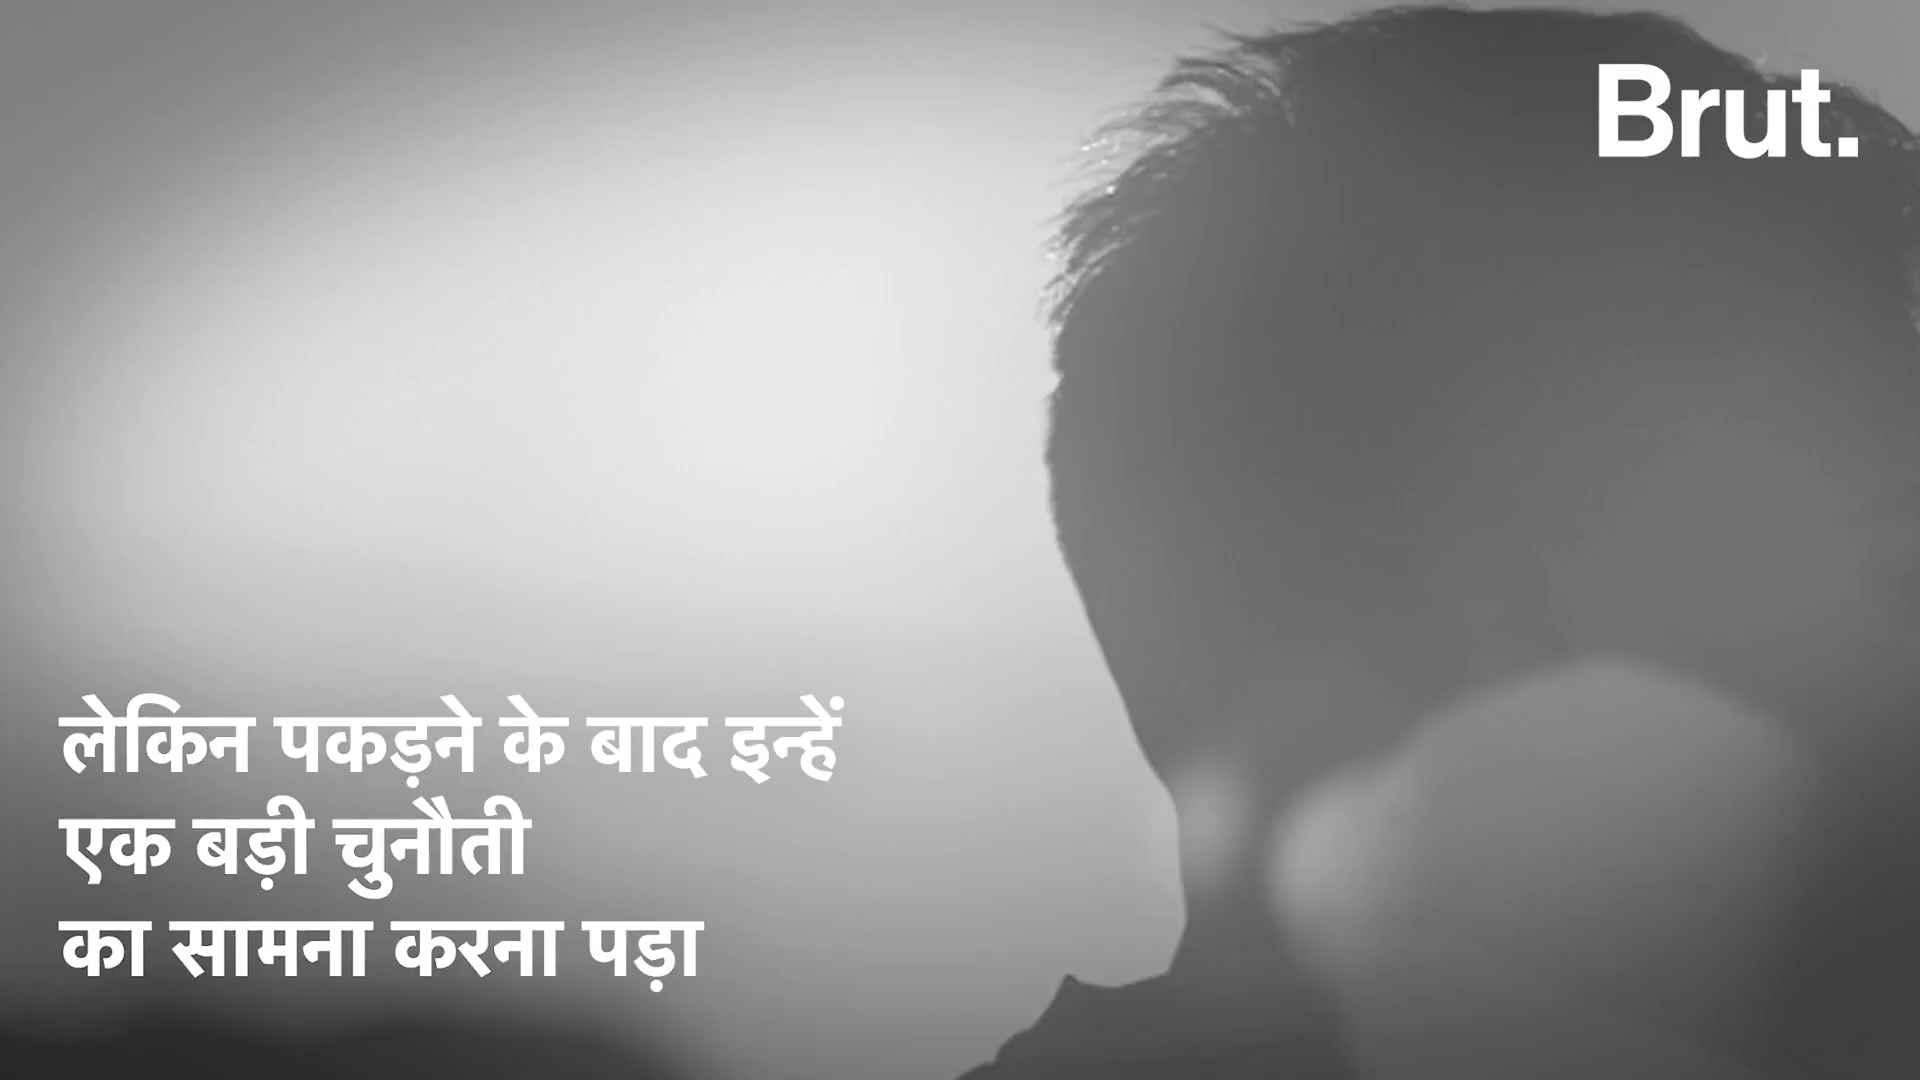 Brut.
लेकिन पकड़ने के बाद इन्हें
एक बड़ी चुनौती
का सामना करना पड़ा